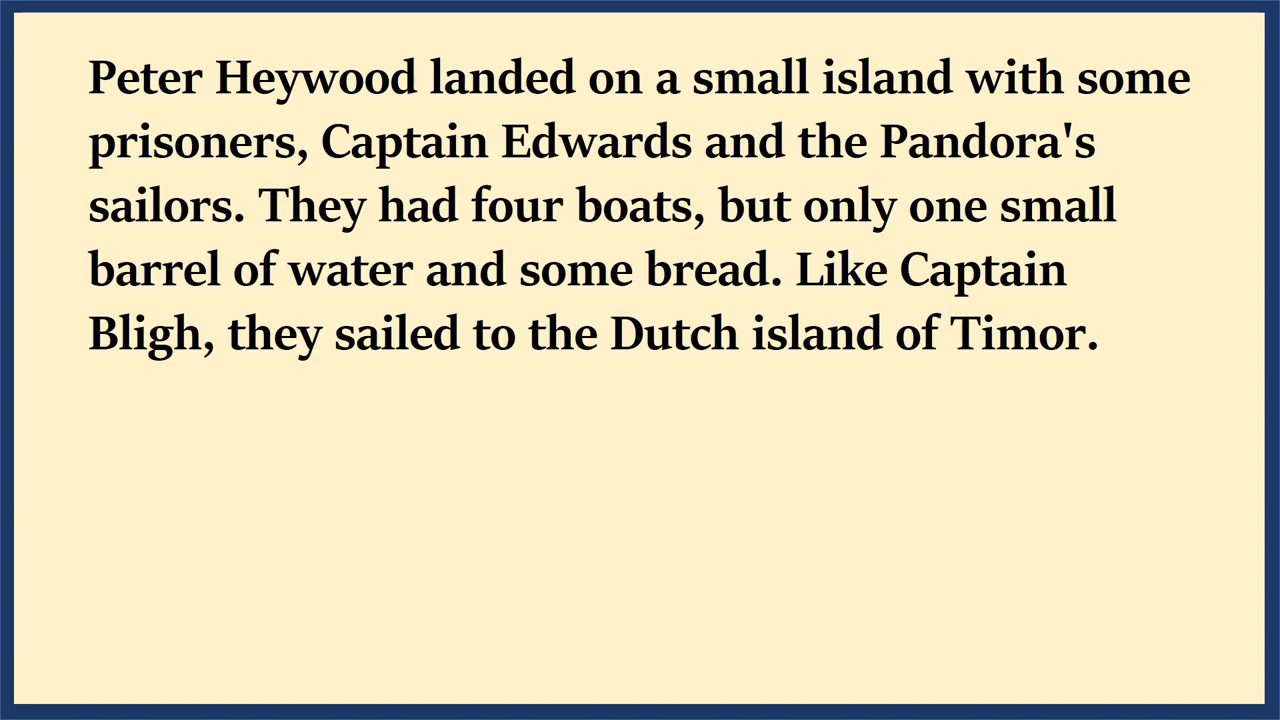 Peter Heywood landed on a small island with some
prisoners, Captain Edwards and the Pandora's
sailors. They had four boats, but only one small
barrel of water and some bread. Like Captain
Bligh, they sailed to the Dutch island of Timor.